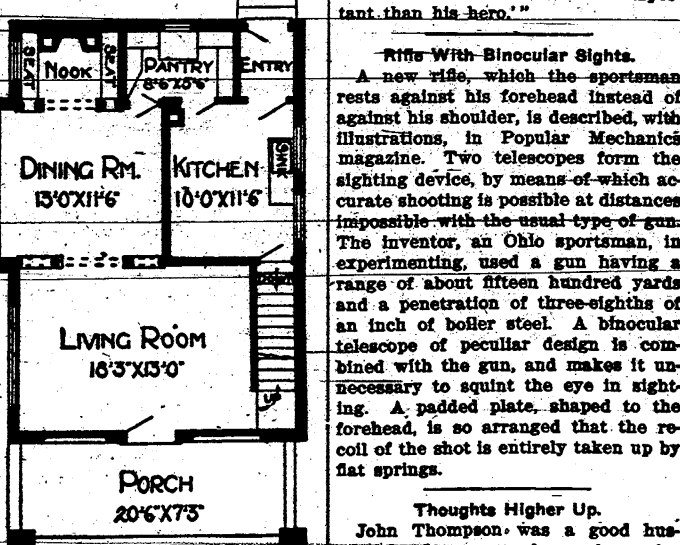 SEAT
NOOK
SEAT
PANTRY
8'6"X5'6"
ENTRY
DINING RM.
13'0"X11'6"
KITCHEN
10'0"X11'6"
SINK
LIVING ROOM
18'3"X13'0"
UP
PORCH
20'6"X7'3"
tant than his hero.'"
Rifle With Binocular Sights.
A new rifle, which the sportsman
rests against his forehead instead of
against his shoulder, is described, with
illustrations, in Popular Mechanics
magazine. Two telescopes form the
sighting device, by means of which ac-
curate shooting is possible at distances
impossible with the usual type of gun.
The inventor, an Ohio sportsman, in
experimenting, used a gun having a
range of about fifteen hundred yards
and a penetration of three-eighths of
an inch of boiler steel. A binocular
telescope of peculiar design is com-
bined with the gun, and makes it un-
necessary to squint the eye in sight-
ing. A padded plate, shaped to the
forehead, is so arranged that the re-
coil of the shot is entirely taken up by
flat springs.
Thoughts Higher Up.
John Thompson was a good hus-